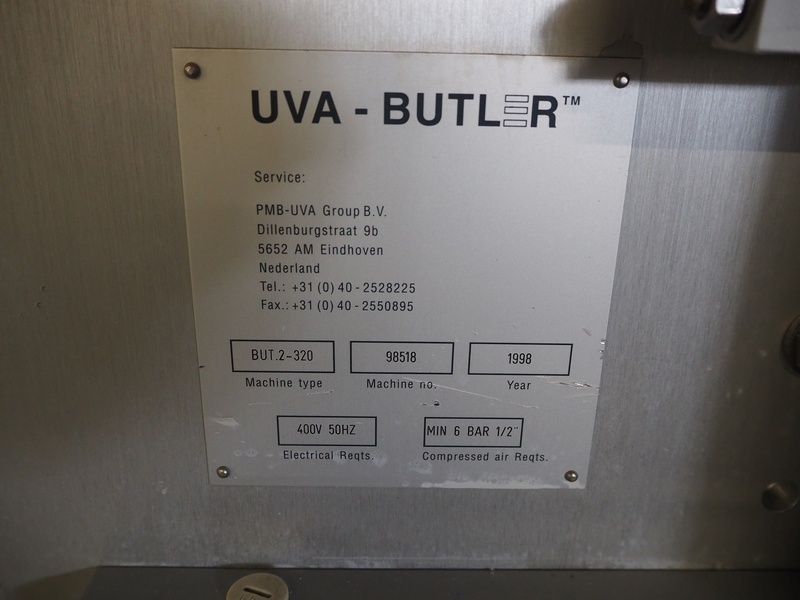 UVA - BUTLER™
Service:
PMB-UVA Group B.V.
Dillenburgstraat 9b
5652 AM Eindhoven
Nederland
Tel.: +31 (0) 40 - 2528225
Fax.: +31 (0) 40 - 2550895
BUT.2-320 98518 1998
Machine type Machine no. Year
400V 50HZ MIN 6 BAR 1/2"
Electrical Reqts. Compressed air Reqts.